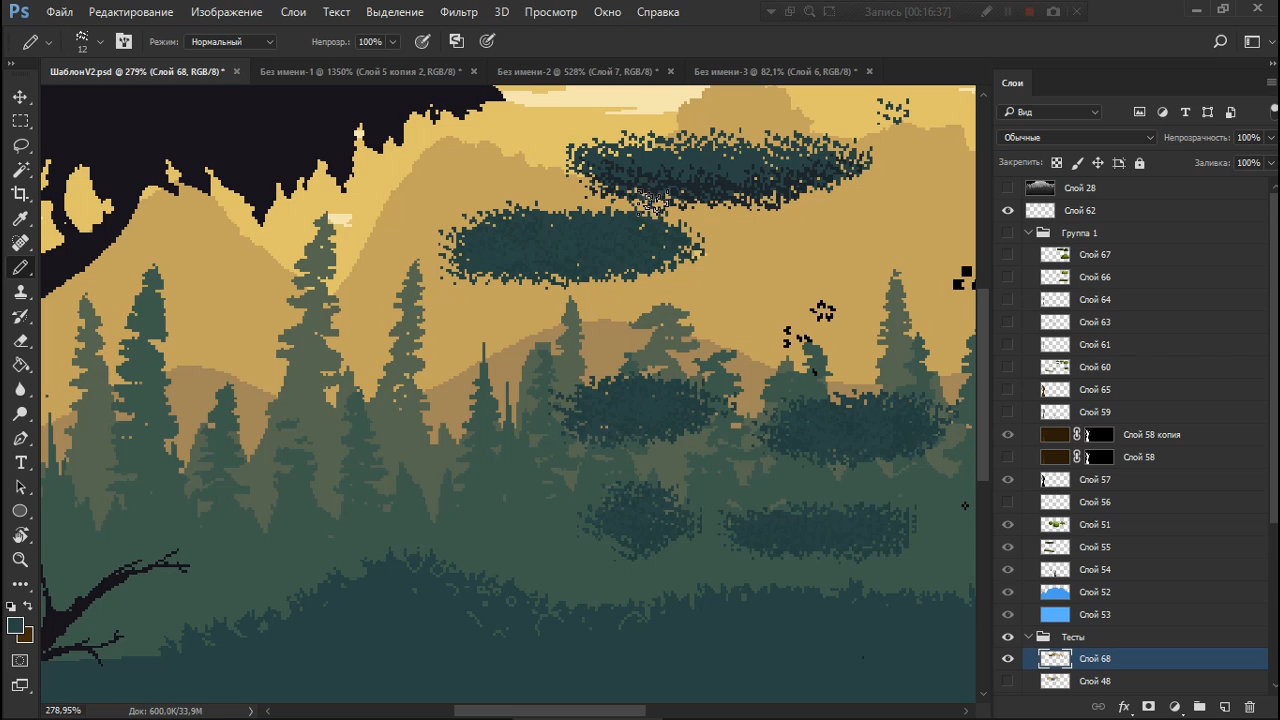 Ps Файл Редактирование Изображение Слои Текст Выделение Фильтр 3D Просмотр Окно Справка Запись [00:16:37]
12 Режим: Нормальный Непрозр.: 100%
ШаблонV2.psd @ 279% (Слой 68, RGB/8) * × Без имени-1 @ 1350% (Слой 5 копия 2, RGB/8) * × Без имени-2 @ 528% (Слой 7, RGB/8) * × Без имени-3 @ 82,1% (Слой 6, RGB/8) * ×
Слои
Вид
Обычные Непрозрачность: 100%
Закрепить: Заливка: 100%
Слой 28
Слой 62
Группа 1
Слой 67
Слой 66
Слой 64
Слой 63
Слой 61
Слой 60
Слой 65
Слой 59
Слой 58 копия
Слой 58
Слой 57
Слой 56
Слой 51
Слой 55
Слой 54
Слой 52
Слой 53
Тесты
Слой 68
Слой 48
278,95% Док: 600,0K/33,9M